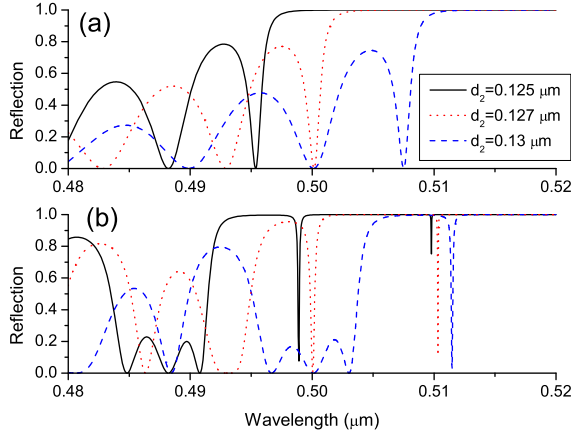 (a)
Reflection
1.0
0.8
0.6
0.4
0.2
0.0
0.48 0.49 0.50 0.51 0.52
d₂=0.125 μm
d₂=0.127 μm
d₂=0.13 μm
(b)
Reflection
1.0
0.8
0.6
0.4
0.2
0.0
0.48 0.49 0.50 0.51 0.52
Wavelength (μm)